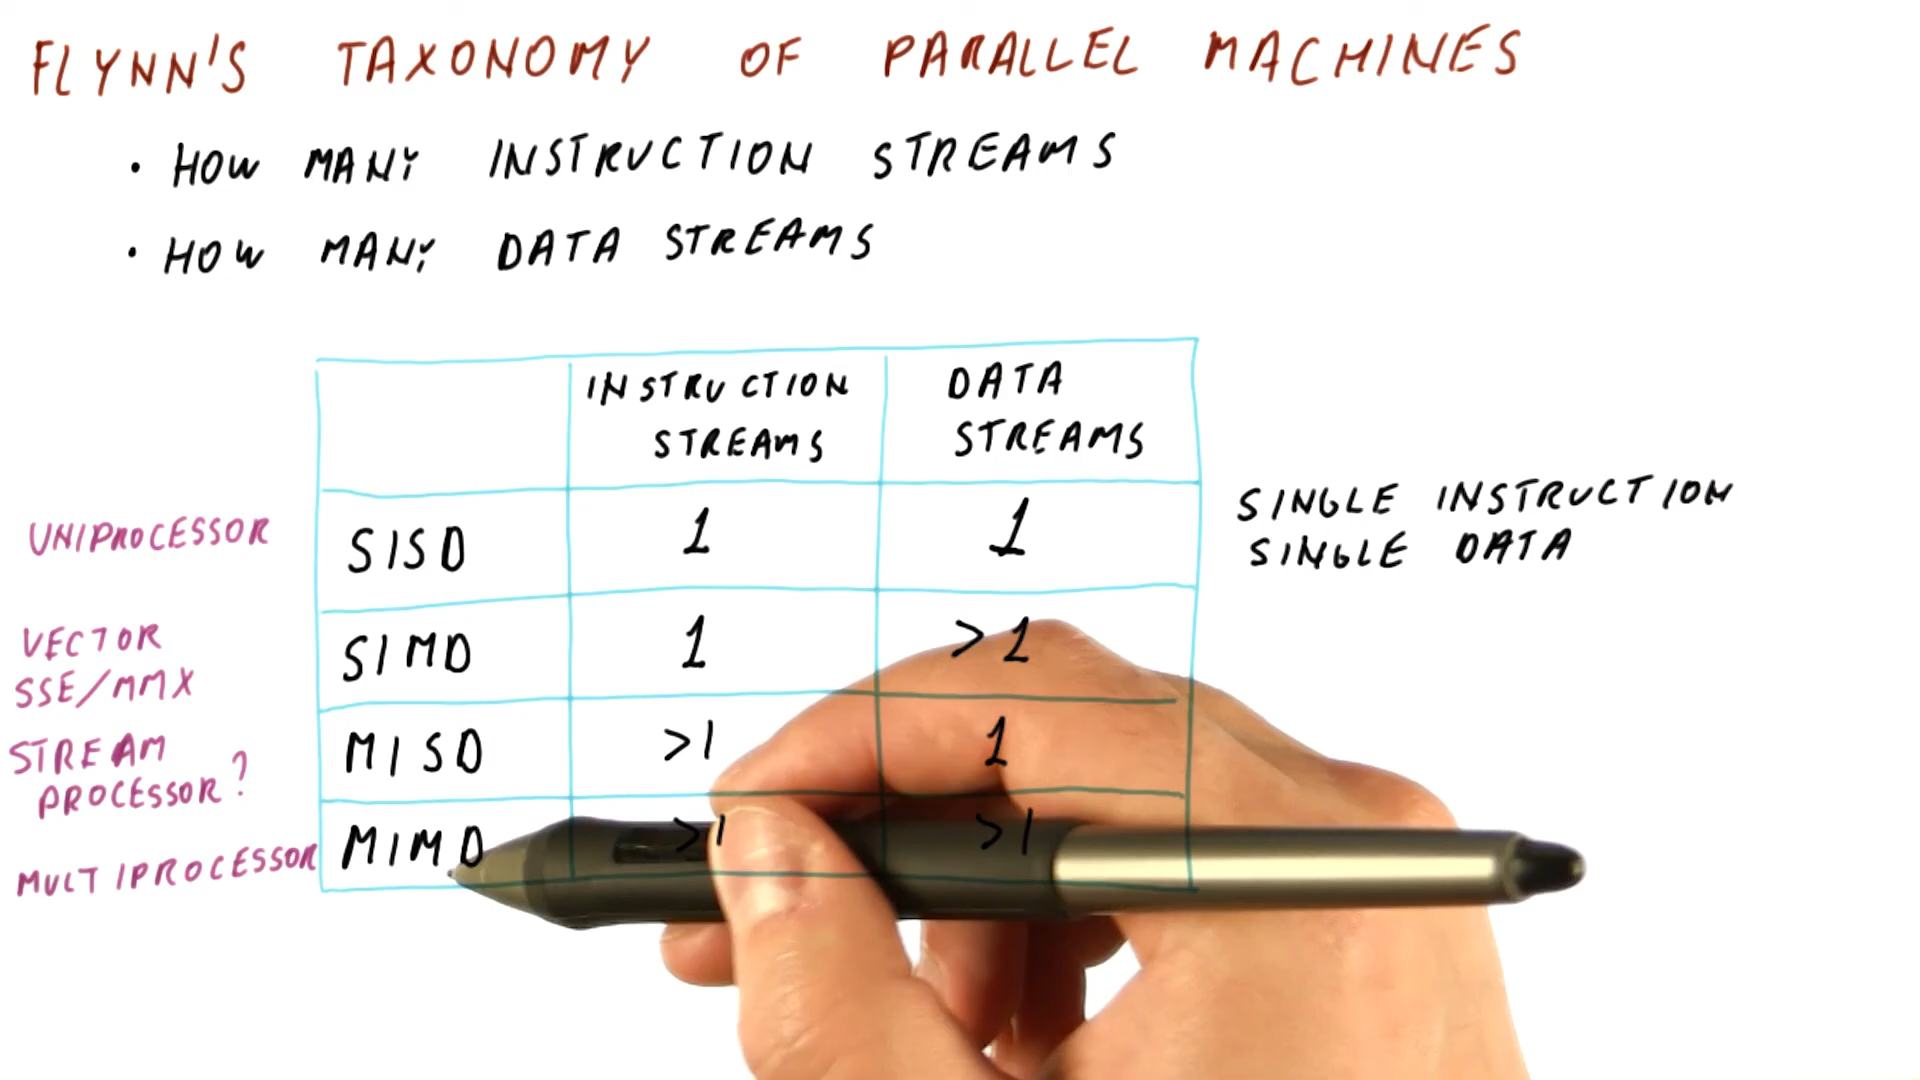 FLYNN'S TAXONOMY OF PARALLEL MACHINES
• HOW MANY INSTRUCTION STREAMS
• HOW MANY DATA STREAMS
INSTRUCTION STREAMS
DATA STREAMS
UNIPROCESSOR
SISD 1 1
SINGLE INSTRUCTION
SINGLE DATA
VECTOR
SSE/MMX
SIMD 1 >1
STREAM
PROCESSOR?
MISD >1 1
MULTIPROCESSOR
MIMD >1 >1